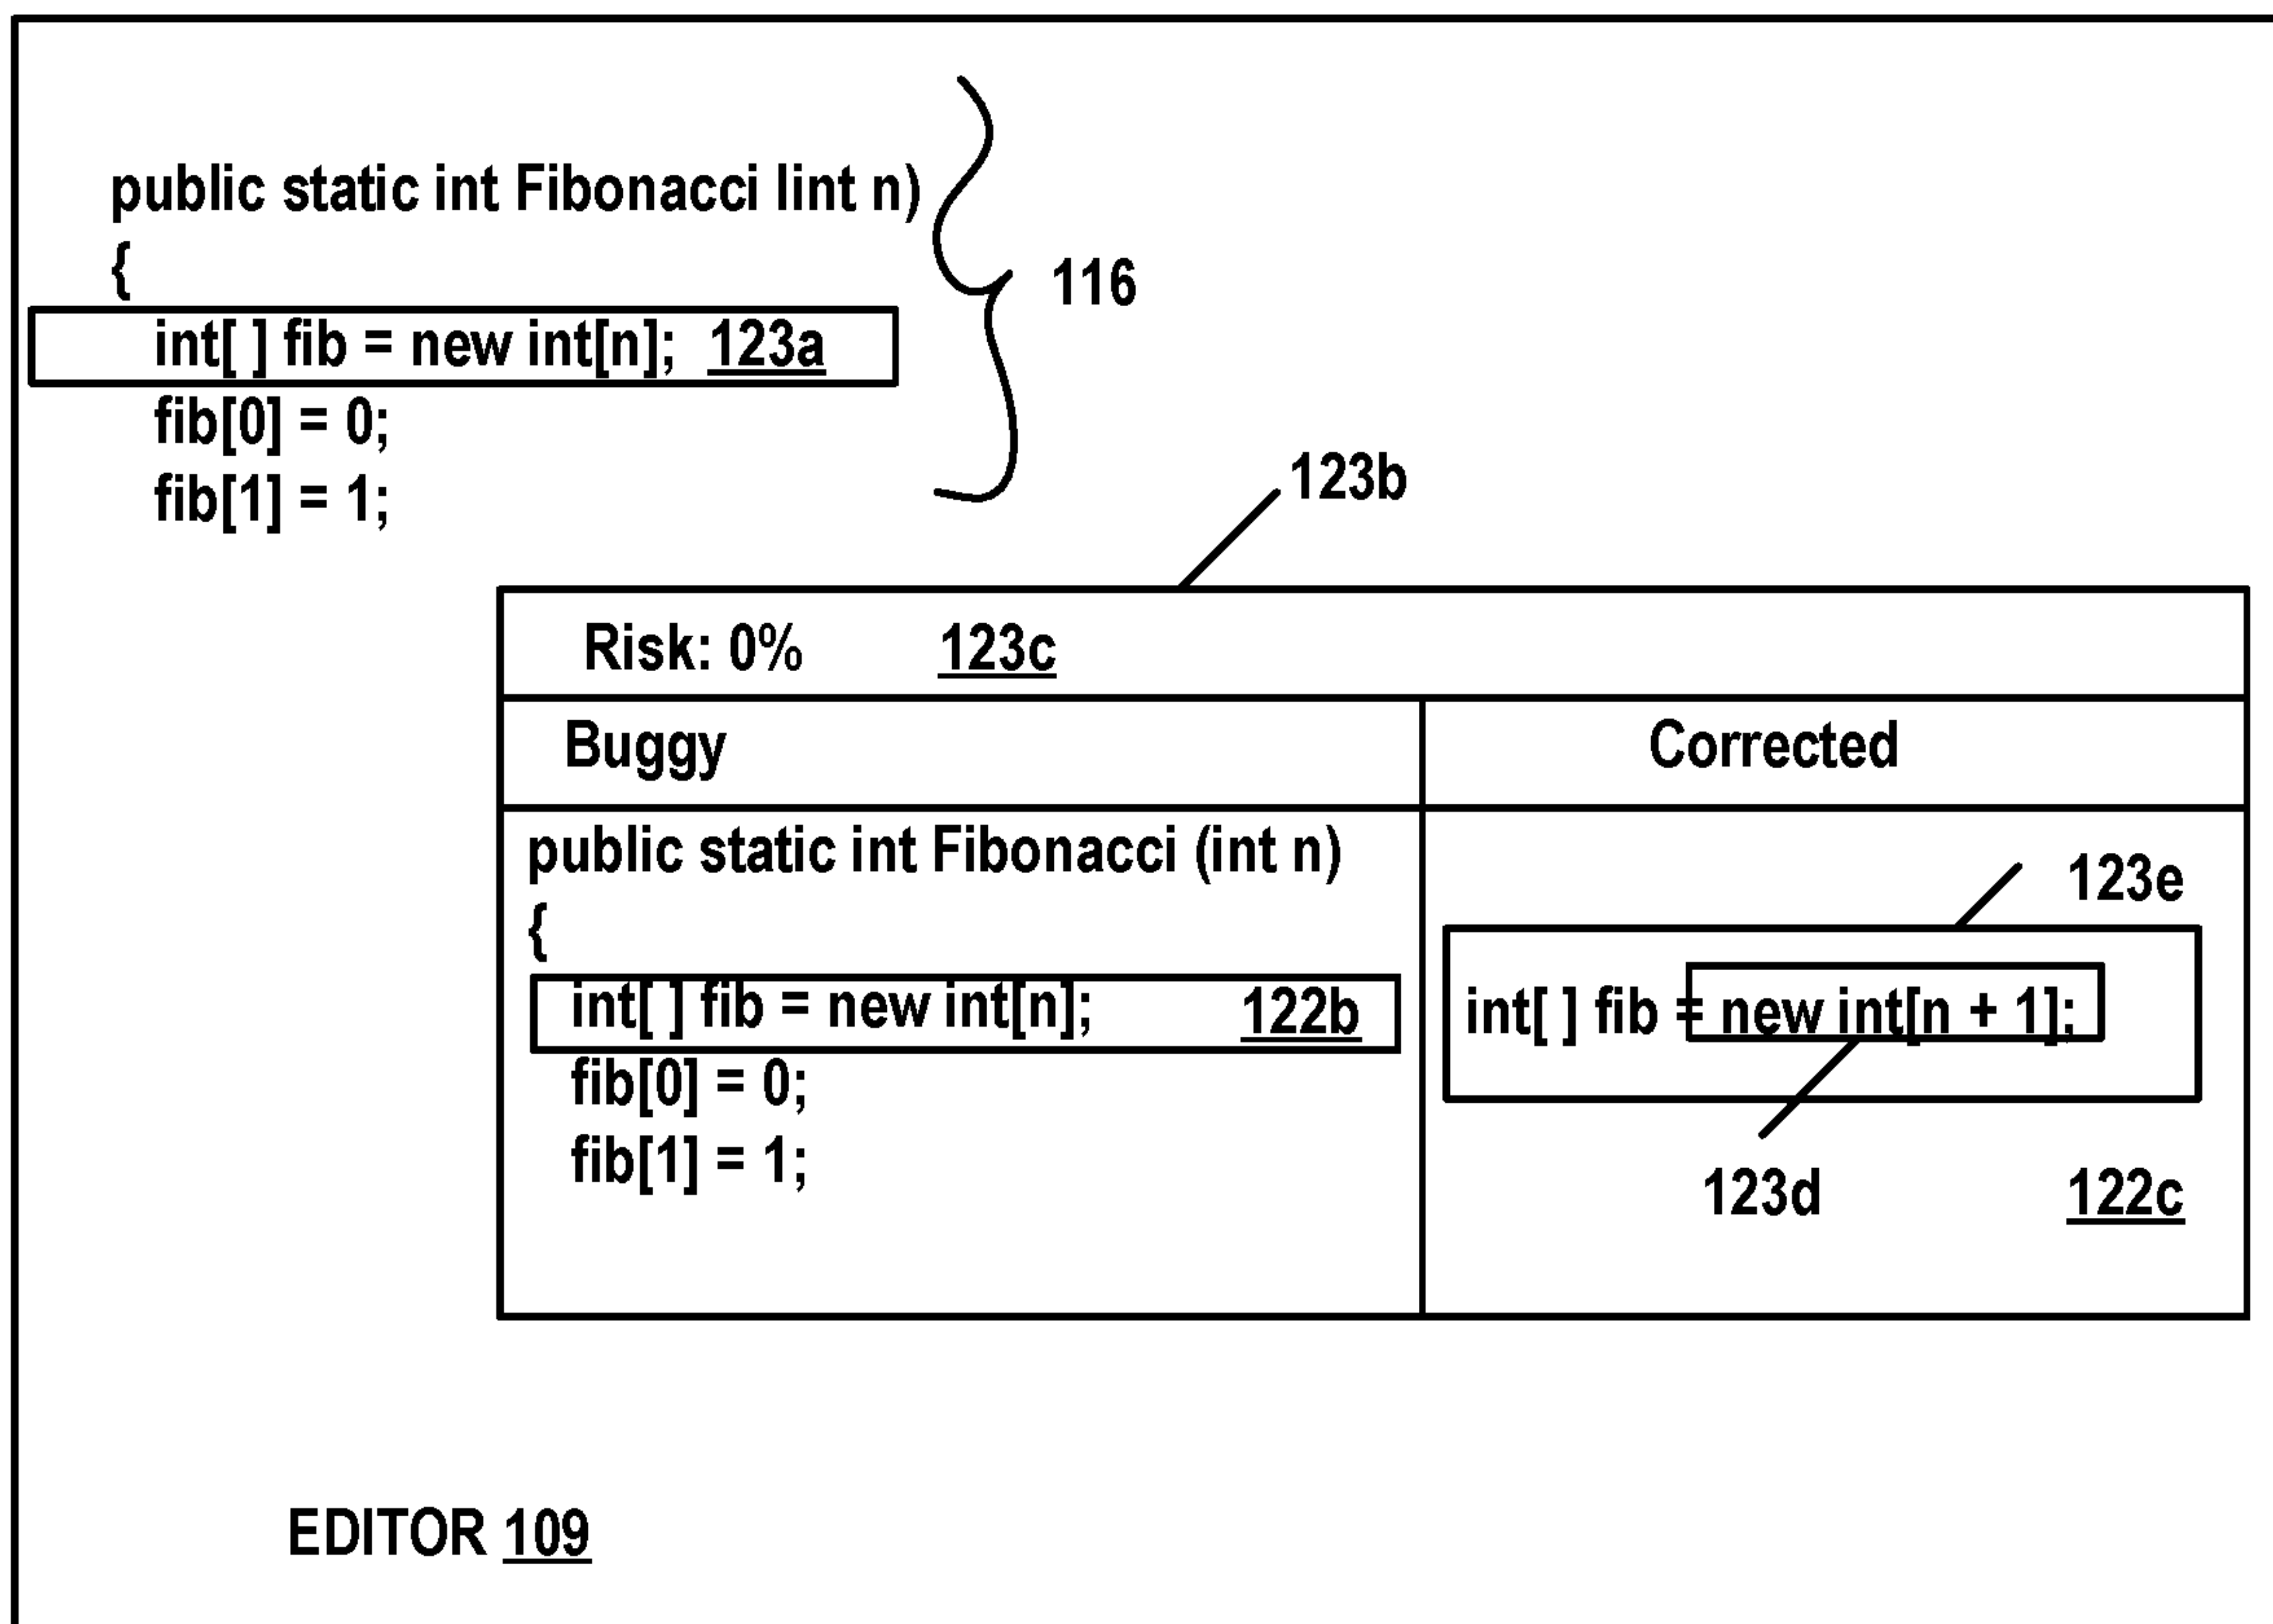 public static int Fibonacci lint n)
{
116
int[ ] fib = new int[n]; 123a
fib[0] = 0;
fib[1] = 1;
123b
Risk: 0% 123c
Buggy
Corrected
public static int Fibonacci (int n)
{
int[ ] fib = new int[n]; 122b
fib[0] = 0;
fib[1] = 1;
123e
int[ ] fib = new int[n + 1];
123d
122c
EDITOR 109